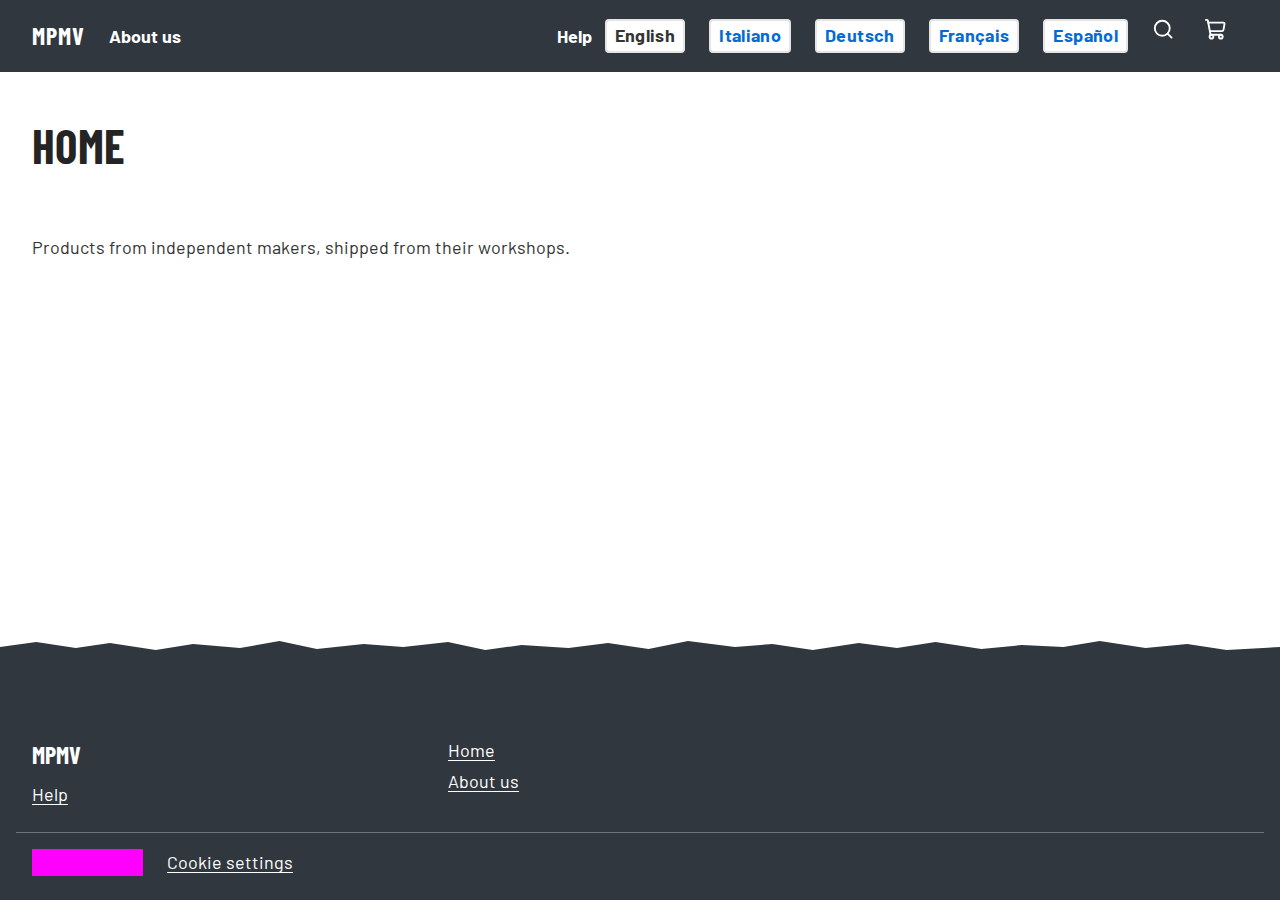 MPMV About us Help English Italiano Deutsch Français Español
HOME
Products from independent makers, shipped from their workshops.
MPMV
Help
Home
About us
Cookie settings